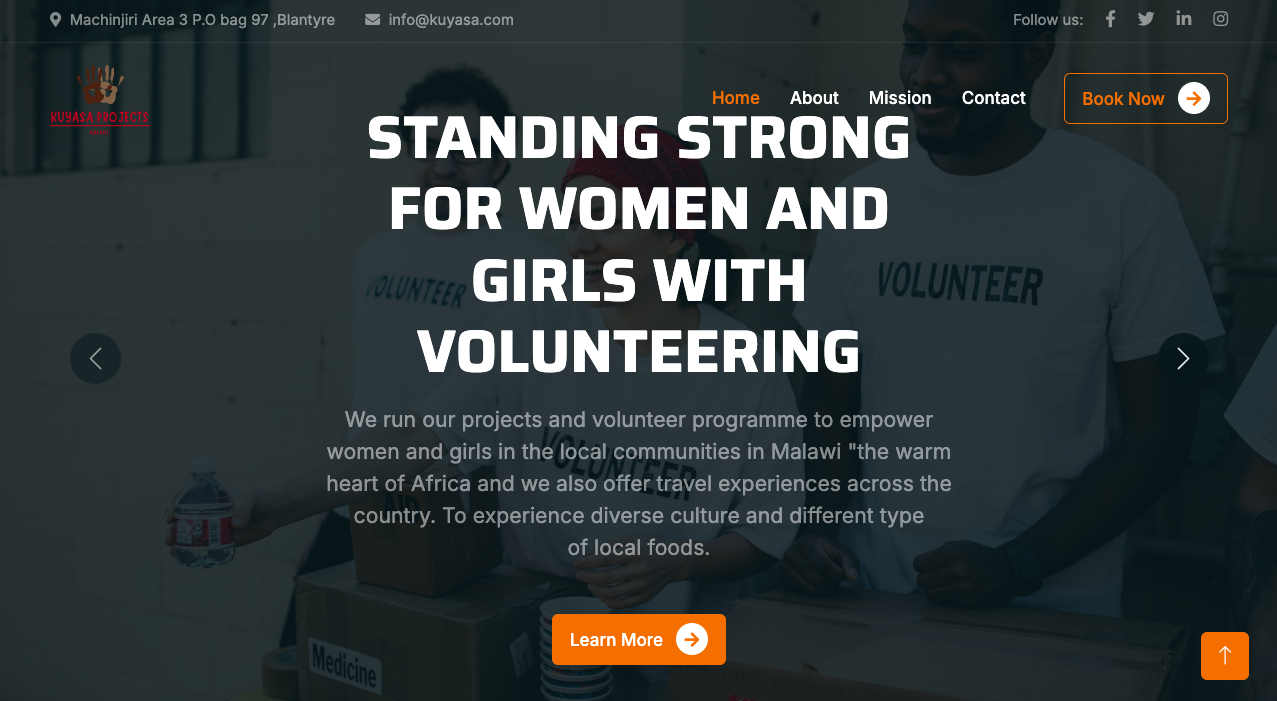 Machinjiri Area 3 P.O bag 97 ,Blantyre
info@kuyasa.com
Follow us:
KUYASA PROJECTS
Home
About
Mission
Contact
Book Now
STANDING STRONG
FOR WOMEN AND
GIRLS WITH
VOLUNTEERING
VOLUNTEER
VOLUNTEER
We run our projects and volunteer programme to empower
women and girls in the local communities in Malawi "the warm
heart of Africa and we also offer travel experiences across the
country. To experience diverse culture and different type
of local foods.
VOLUNTEER
Learn More
Medicine